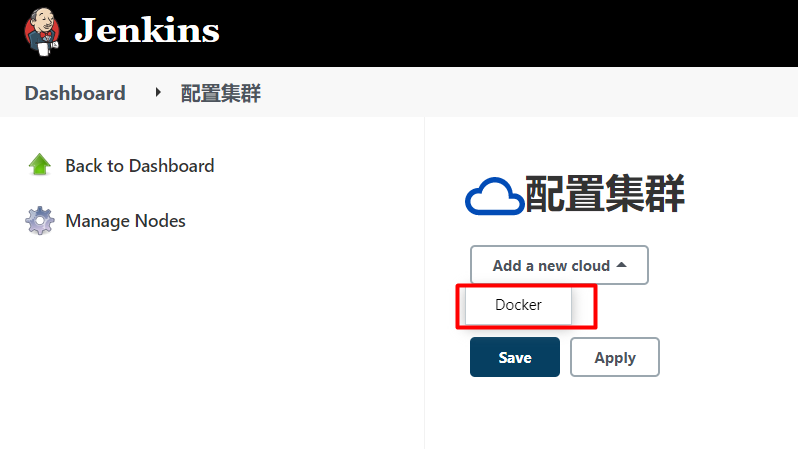 Jenkins
Dashboard 配置集群
Back to Dashboard
Manage Nodes
配置集群
Add a new cloud
Docker
Save Apply